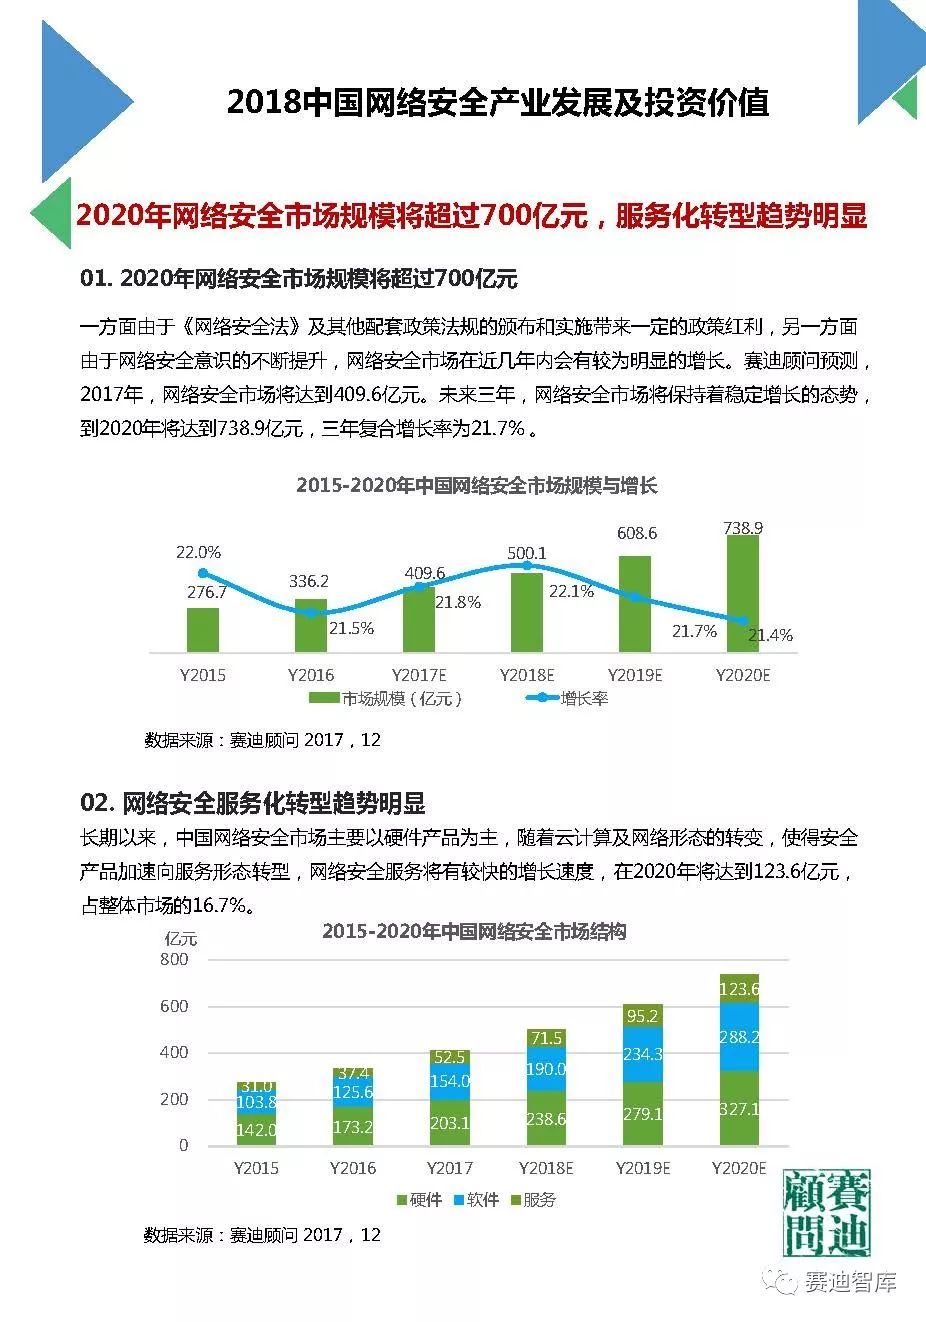 2018中国网络安全产业发展及投资价值
2020年网络安全市场规模将超过700亿元，服务化转型趋势明显
01. 2020年网络安全市场规模将超过700亿元
一方面由于《网络安全法》及其他配套政策法规的颁布和实施带来一定的政策红利，另一方面
由于网络安全意识的不断提升，网络安全市场在近几年内会有较为明显的增长。赛迪顾问预测，
2017年，网络安全市场将达到409.6亿元。未来三年，网络安全市场将保持着稳定增长的态势，
到2020年将达到738.9亿元，三年复合增长率为21.7% 。
2015-2020年中国网络安全市场规模与增长
22.0% 276.7 336.2 21.5% 409.6 21.8% 500.1 22.1% 608.6 21.7% 738.9 21.4%
Y2015 Y2016 Y2017E Y2018E Y2019E Y2020E
市场规模（亿元） 增长率
数据来源：赛迪顾问 2017，12
02. 网络安全服务化转型趋势明显
长期以来，中国网络安全市场主要以硬件产品为主，随着云计算及网络形态的转变，使得安全
产品加速向服务形态转型，网络安全服务将有较快的增长速度，在2020年将达到123.6亿元，
占整体市场的16.7%。
2015-2020年中国网络安全市场结构
亿元
800
600
400
200
0
31.0 37.4 52.5 71.5 95.2 123.6
103.8 125.6 154.0 190.0 234.3 288.2
142.0 173.2 203.1 238.6 279.1 327.1
Y2015 Y2016 Y2017 Y2018E Y2019E Y2020E
硬件 软件 服务
数据来源：赛迪顾问 2017，12
賽迪顧問
赛迪智库